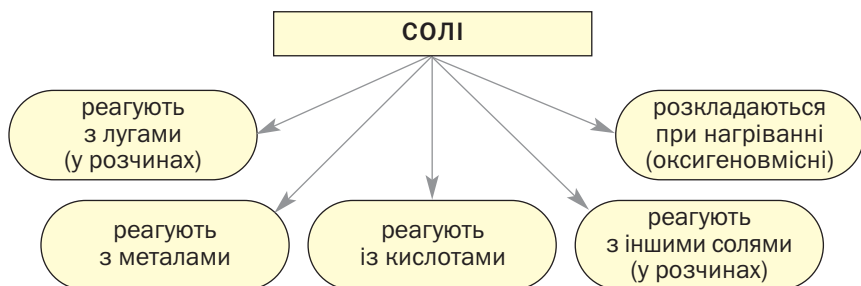 СОЛІ
реагують
з лугами
(у розчинах)
розкладаються
при нагріванні
(оксигеновмісні)
реагують
з металами
реагують
із кислотами
реагують
з іншими солями
(у розчинах)